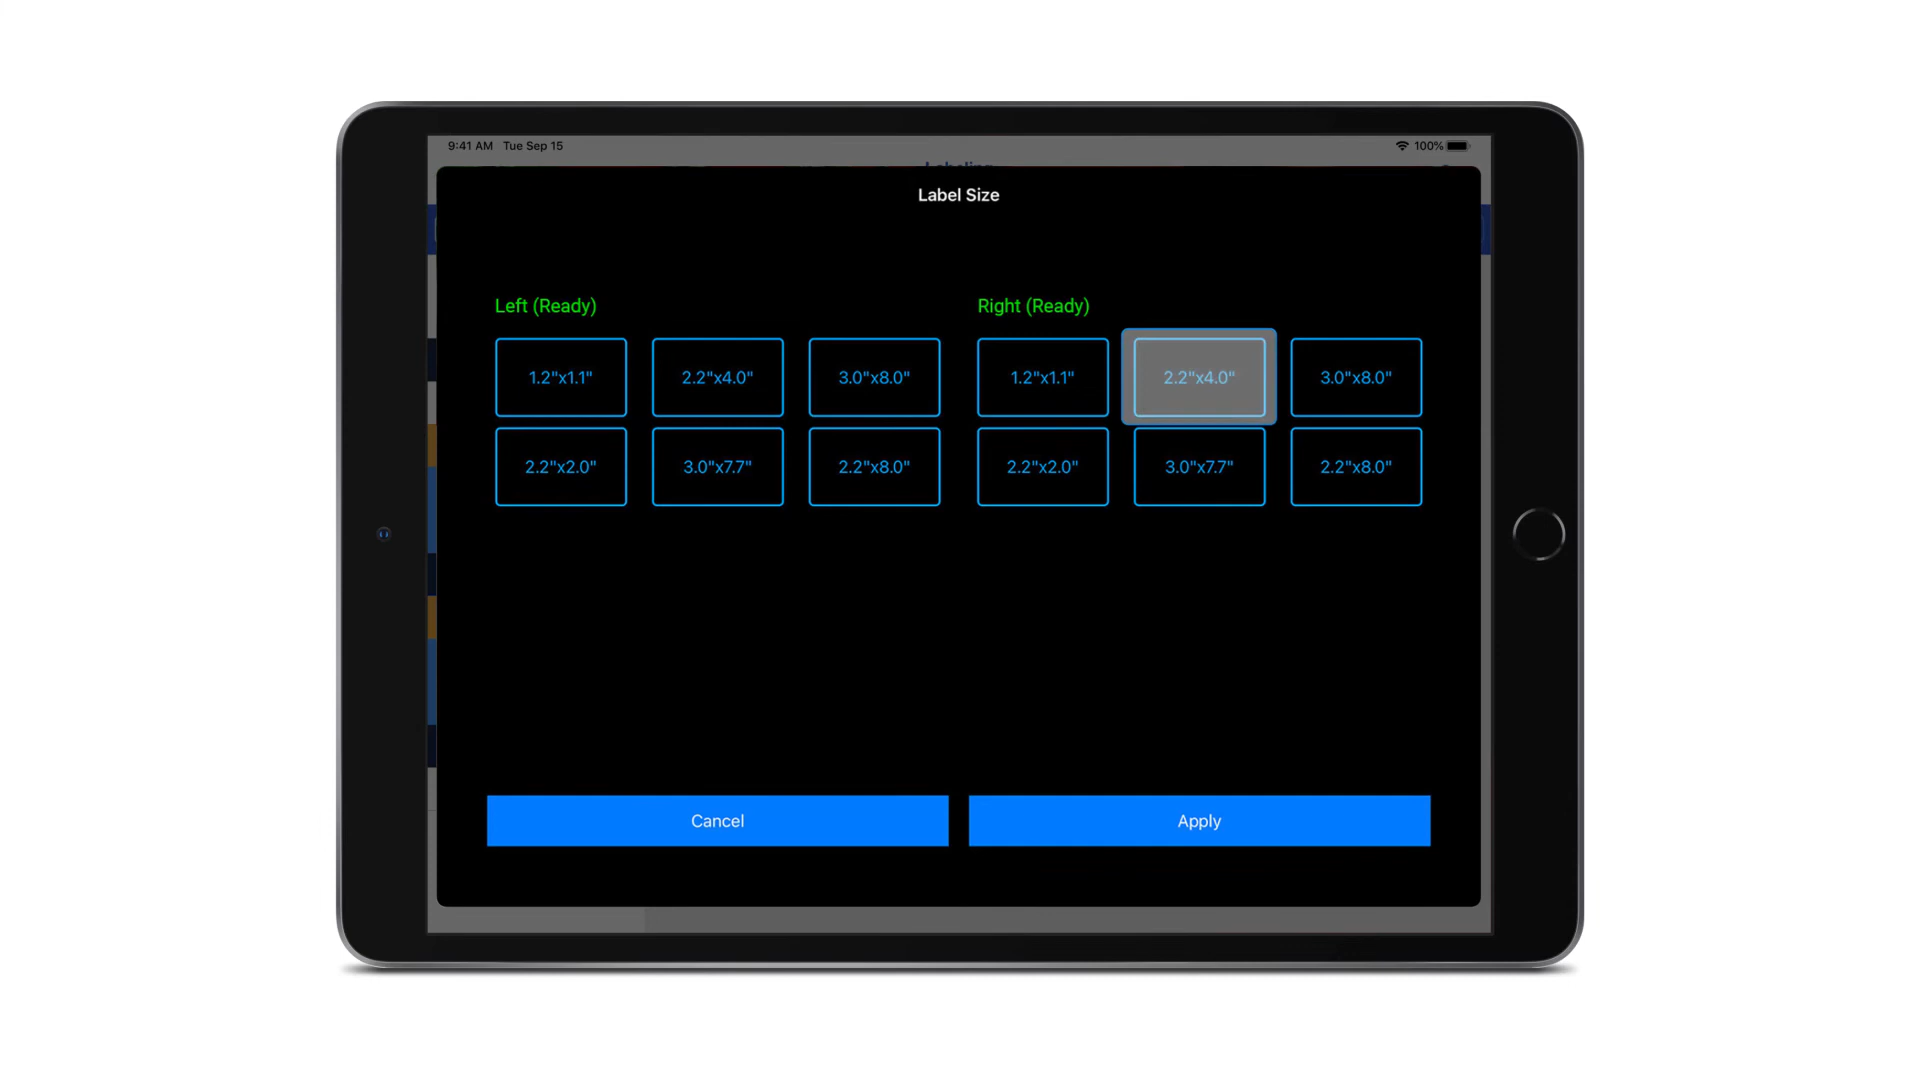 9:41 AM Tue Sep 15
100%
Labeling
Label Size
Left (Ready)
Right (Ready)
1.2"x1.1"
2.2"x4.0"
3.0"x8.0"
1.2"x1.1"
2.2"x4.0"
3.0"x8.0"
2.2"x2.0"
3.0"x7.7"
2.2"x8.0"
2.2"x2.0"
3.0"x7.7"
2.2"x8.0"
Cancel
Apply